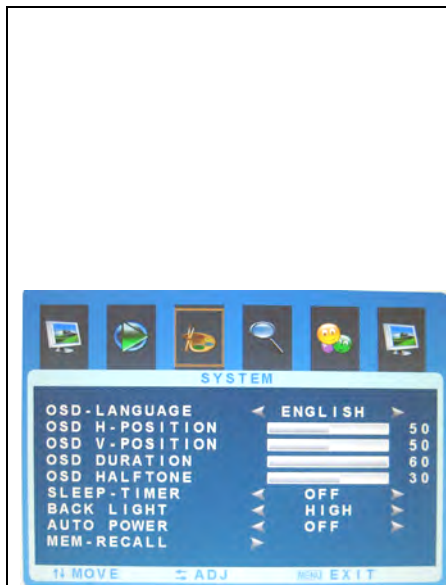 SYSTEM
OSD-LANGUAGE ENGLISH
OSD H-POSITION 50
OSD V-POSITION 50
OSD DURATION 60
OSD HALFTONE 30
SLEEP-TIMER OFF
BACK LIGHT HIGH
AUTO POWER OFF
MEM-RECALL
MOVE ADJ MENU EXIT